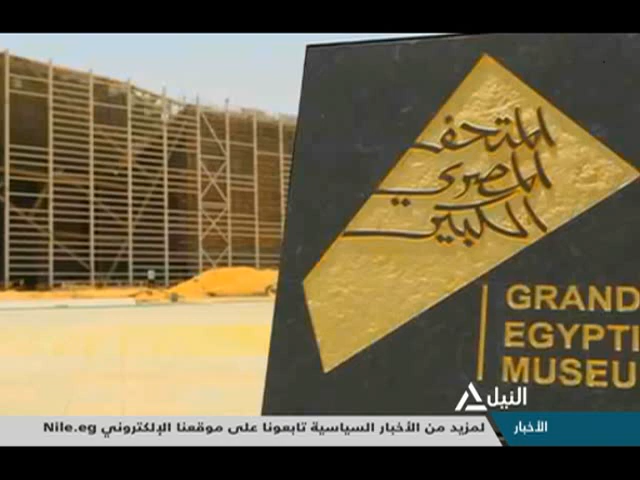 المتحف
المصري
الكبير
GRAND
EGYPTI
MUSEU
النيل
الأخبار
لمزيد من الأخبار السياسية تابعونا على موقعنا الإلكتروني Nile.eg